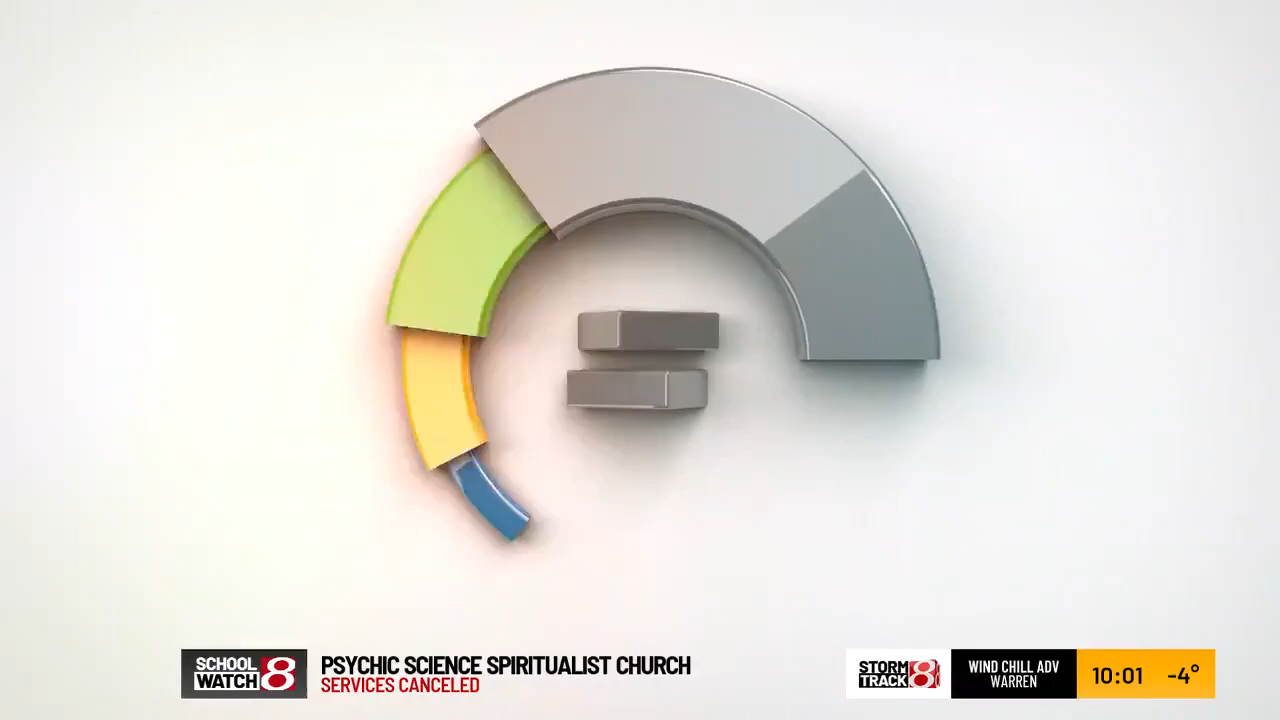 SCHOOL
WATCH 8
PSYCHIC SCIENCE SPIRITUALIST CHURCH
SERVICES CANCELED
STORM
TRACK 8
WIND CHILL ADV
WARREN
10:01 -4°